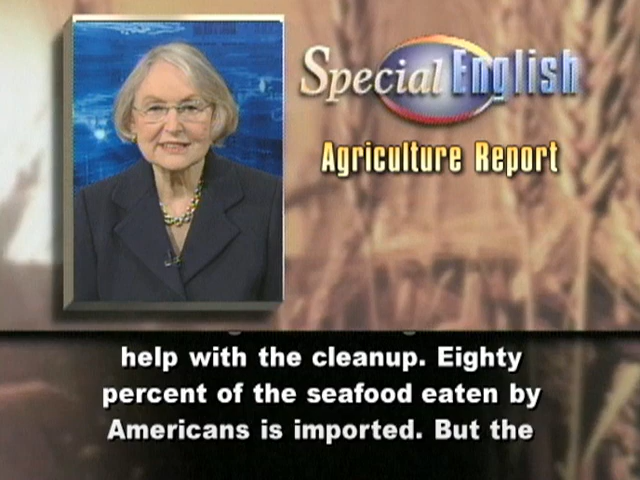 Special English
Agriculture Report
help with the cleanup. Eighty
percent of the seafood eaten by
Americans is imported. But the